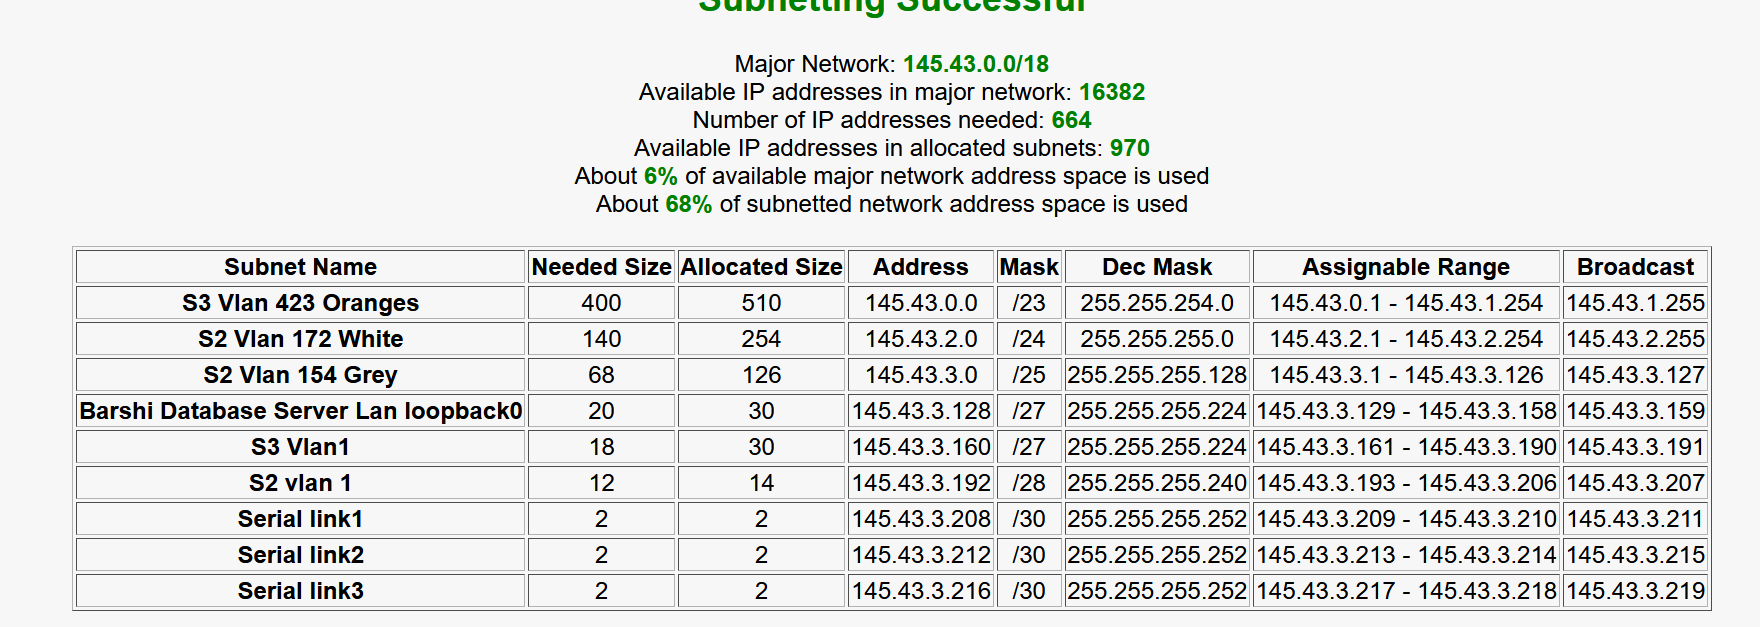 Subnetting Successful
Major Network: 145.43.0.0/18
Available IP addresses in major network: 16382
Number of IP addresses needed: 664
Available IP addresses in allocated subnets: 970
About 6% of available major network address space is used
About 68% of subnetted network address space is used
Subnet Name Needed Size Allocated Size Address Mask Dec Mask Assignable Range Broadcast
S3 Vlan 423 Oranges 400 510 145.43.0.0 /23 255.255.254.0 145.43.0.1 - 145.43.1.254 145.43.1.255
S2 Vlan 172 White 140 254 145.43.2.0 /24 255.255.255.0 145.43.2.1 - 145.43.2.254 145.43.2.255
S2 Vlan 154 Grey 68 126 145.43.3.0 /25 255.255.255.128 145.43.3.1 - 145.43.3.126 145.43.3.127
Barshi Database Server Lan loopback0 20 30 145.43.3.128 /27 255.255.255.224 145.43.3.129 - 145.43.3.158 145.43.3.159
S3 Vlan1 18 30 145.43.3.160 /27 255.255.255.224 145.43.3.161 - 145.43.3.190 145.43.3.191
S2 vlan 1 12 14 145.43.3.192 /28 255.255.255.240 145.43.3.193 - 145.43.3.206 145.43.3.207
Serial link1 2 2 145.43.3.208 /30 255.255.255.252 145.43.3.209 - 145.43.3.210 145.43.3.211
Serial link2 2 2 145.43.3.212 /30 255.255.255.252 145.43.3.213 - 145.43.3.214 145.43.3.215
Serial link3 2 2 145.43.3.216 /30 255.255.255.252 145.43.3.217 - 145.43.3.218 145.43.3.219